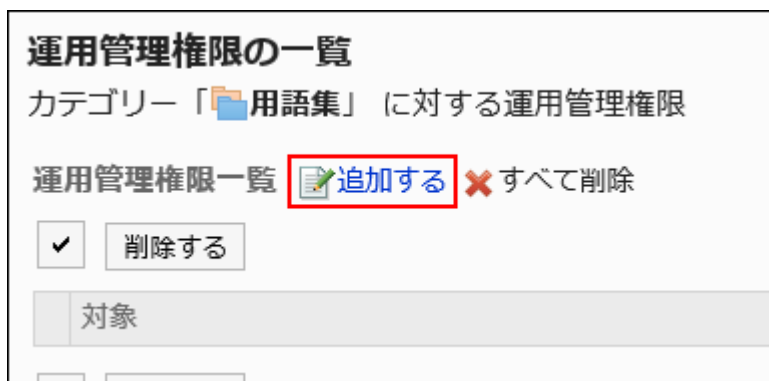 運用管理権限の一覧
カテゴリー「用語集」 に対する運用管理権限
運用管理権限一覧 追加する すべて削除
削除する
対象